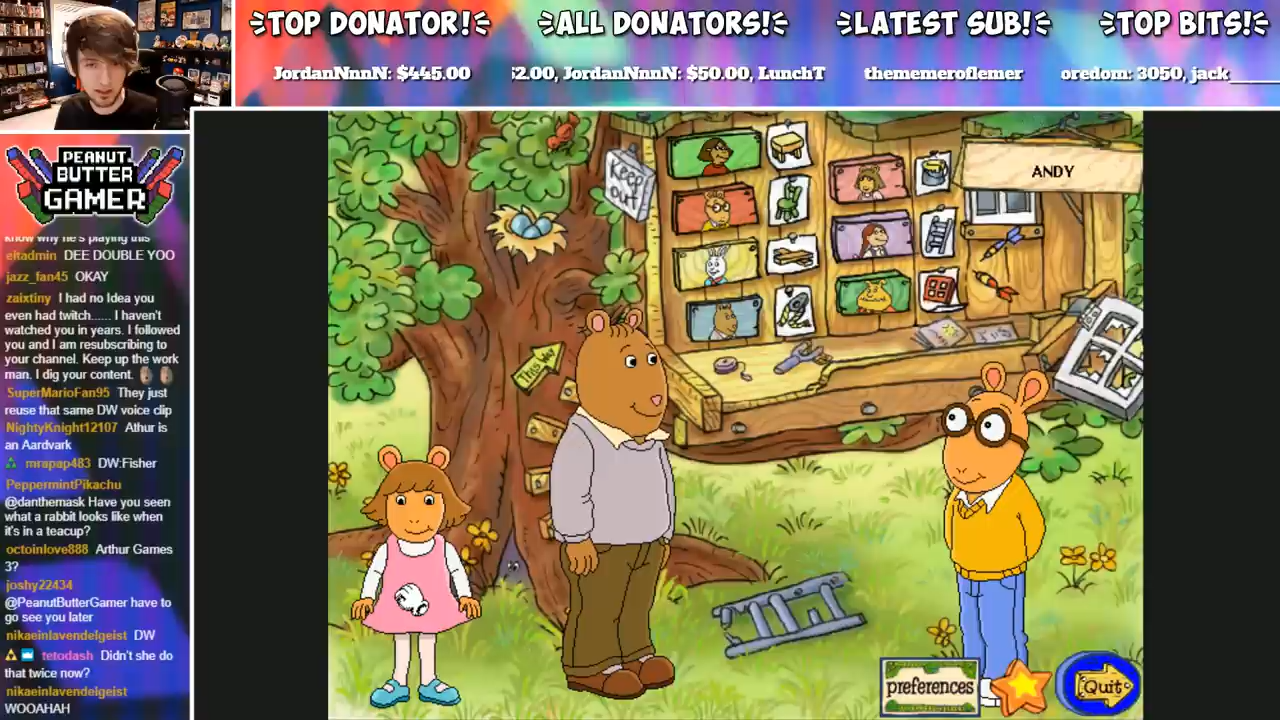 TOP DONATOR!
ALL DONATORS!
LATEST SUB!
TOP BITS!
JordanNnnN: $445.00
2.00, JordanNnnN: $50.00, LunchT
thememeroflemer
oredom: 3050, jack_____
PEANUT
BUTTER
GAMER
know why he's playing this
eltadmin DEE DOUBLE YOO
jazz_fan45 OKAY
zaixtiny I had no Idea you
even had twitch...... I haven't
watched you in years. I followed
you and I am resubscribing to
your channel. Keep up the work
man. I dig your content.
SuperMarioFan95 They just
reuse that same DW voice clip
NightyKnight12107 Athur is
an Aardvark
mrapap483 DW:Fisher
PeppermintPikachu
@danthemask Have you seen
what a rabbit looks like when
it's in a teacup?
octoinlove888 Arthur Games
3?
joshy22434
@PeanutButterGamer have to
go see you later
nikaeinlavendelgeist DW
tetodash Didn't she do
that twice now?
nikaeinlavendelgeist
WOOAHAH
Keep
out!
ANDY
This way
preferences
Quit